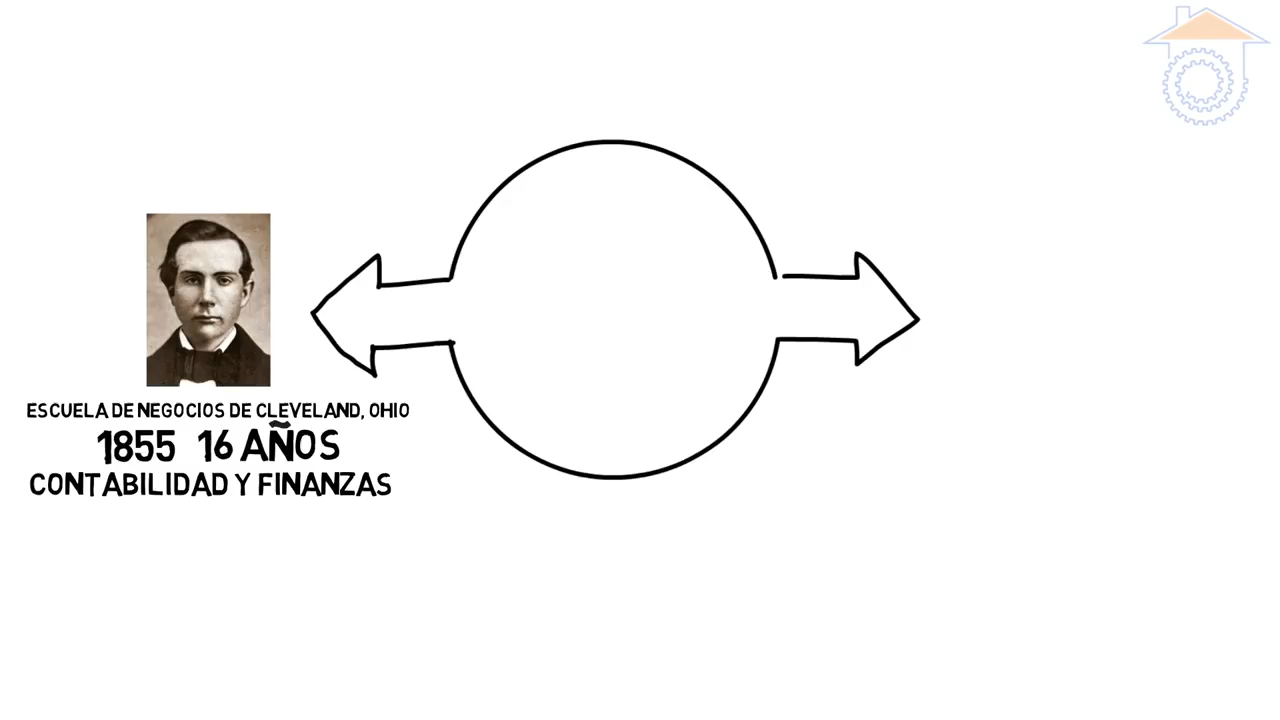 ESCUELA DE NEGOCIOS DE CLEVELAND, OHIO
1855 16 AÑOS
CONTABILIDAD Y FINANZAS